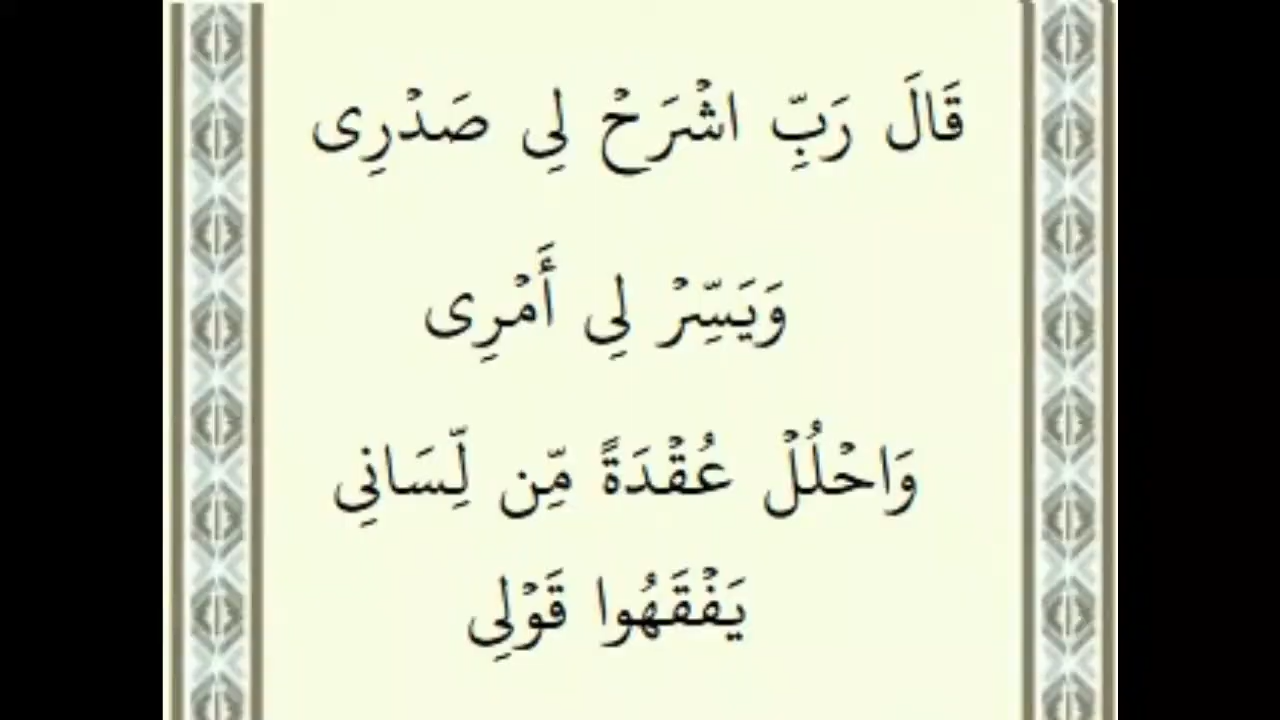 قَالَ رَبِّ اشْرَحْ لِى صَدْرِى
وَيَسِّرْ لِى أَمْرِى
وَاحْلُلْ عُقْدَةً مِّن لِّسَانِى
يَفْقَهُوا قَوْلِى